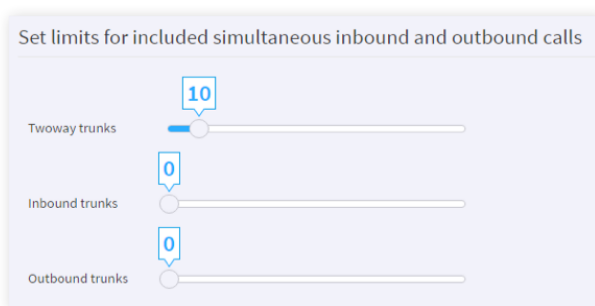 Set limits for included simultaneous inbound and outbound calls
10
Twoway trunks
0
Inbound trunks
0
Outbound trunks